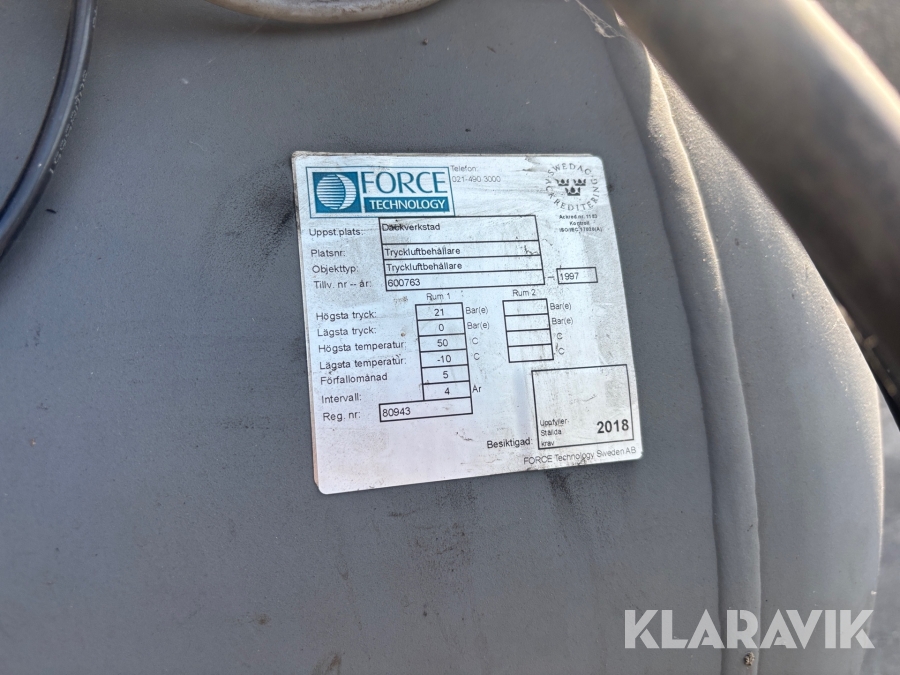 FORCE
TECHNOLOGY
Telefon:
021-490 3000
SWEDAC
ACKREDITERING
Kontroll
Uppst.plats: Däckverkstad
Platsnr: Tryckluftbehållare
Objekttyp: Tryckluftbehållare
Tillv. nr -- år: 600763 – 1997
Rum 1 Rum 2
Högsta tryck: 21 Bar(e) Bar(e)
Lägsta tryck: 0 Bar(e) Bar(e)
Högsta temperatur 50 C C
Lägsta temperatur: -10 C C
Förfallomånad 5
Intervall: 4 År
Reg. nr: 80943
Besiktigad: Uppfyller Ställda krav 2018
FORCE Technology Sweden AB
KLARAVIK